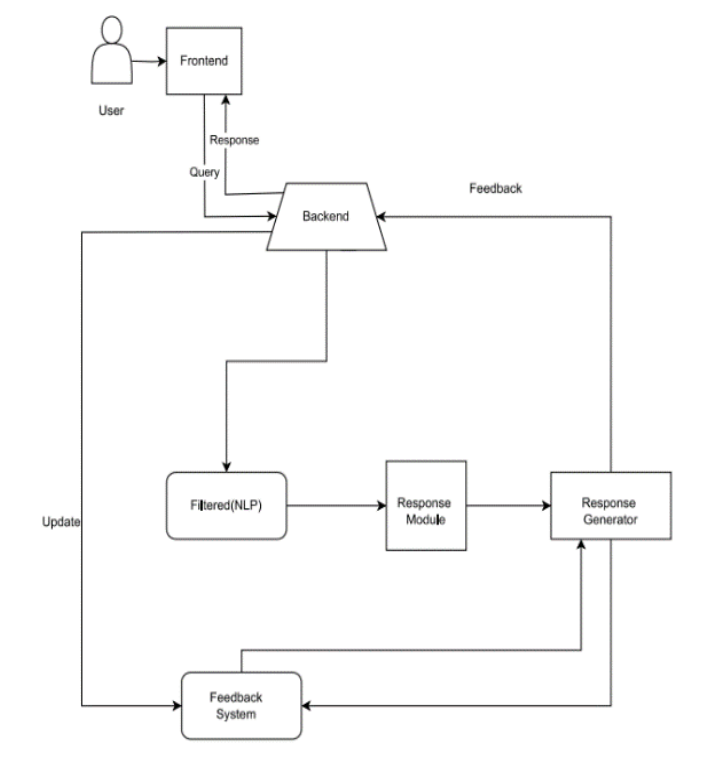 Frontend
User
Response
Query
Feedback
Backend
Filtered(NLP)
Response
Module
Response
Generator
Update
Feedback
System